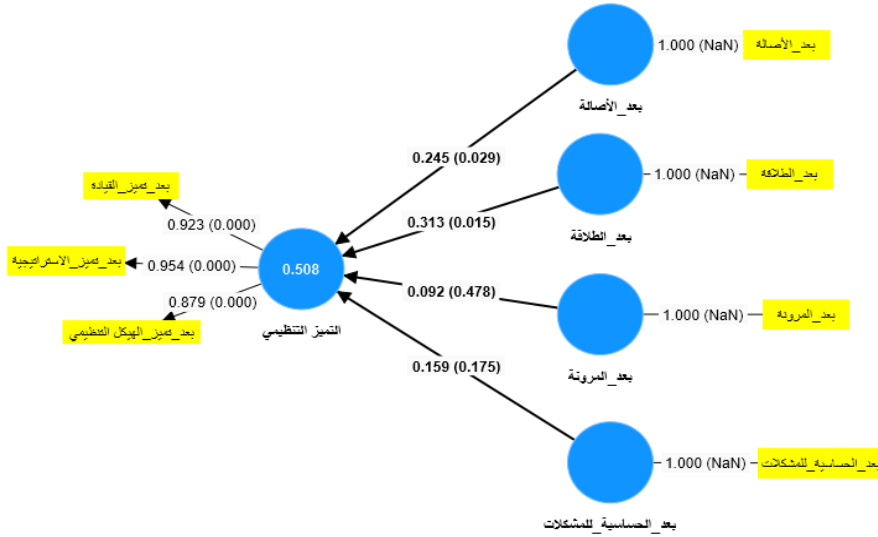 1.000 (NaN)
بعد_الأصالة
بعد_الأصالة
0.245 (0.029)
1.000 (NaN)
بعد_الطلاقة
بعد_الطلاقة
0.313 (0.015)
بعد_تميز_القيادة
0.923 (0.000)
بعد_تميز_الاستراتيجية
0.954 (0.000)
0.508
0.879 (0.000)
بعد_تميز_الهيكل التنظيمي
التميز التنظيمي
0.092 (0.478)
1.000 (NaN)
بعد_المرونة
بعد_المرونة
0.159 (0.175)
1.000 (NaN)
بعد_الحساسية_للمشكلات
بعد_الحساسية_للمشكلات